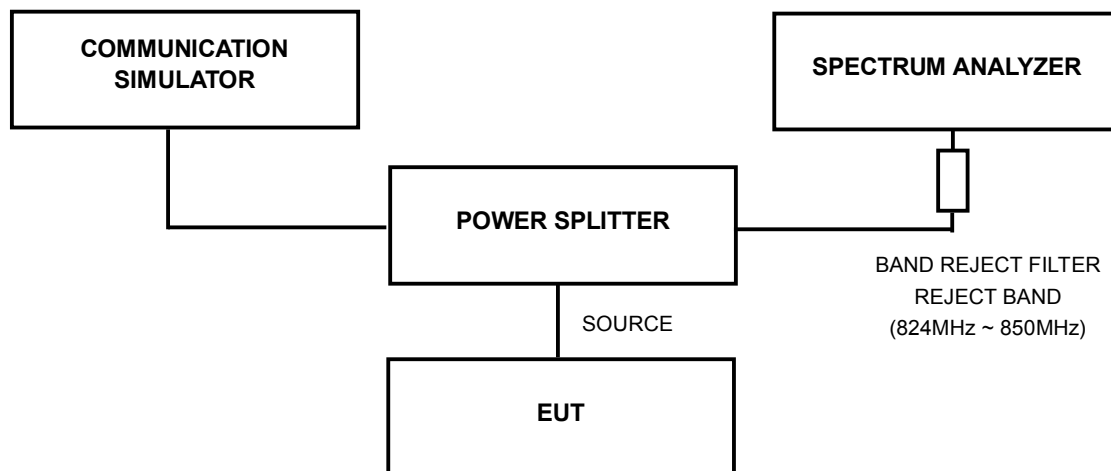 COMMUNICATION
SIMULATOR
SPECTRUM ANALYZER
POWER SPLITTER
BAND REJECT FILTER
REJECT BAND
(824MHz ~ 850MHz)
SOURCE
EUT